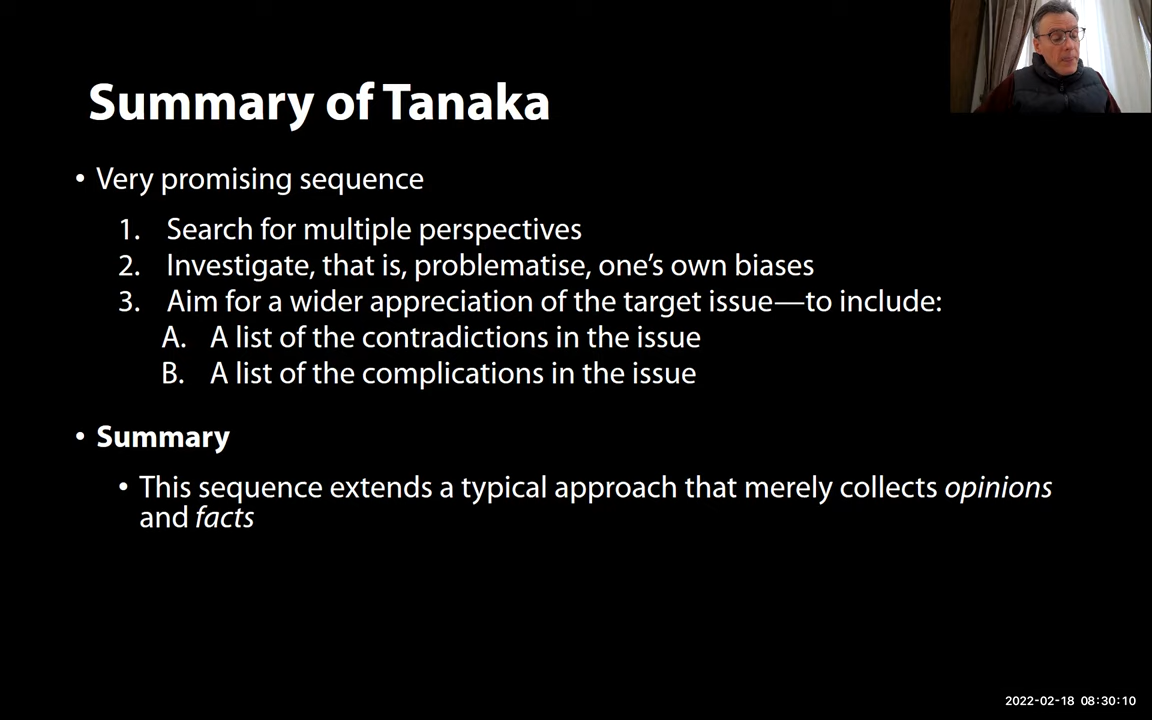 Summary of Tanaka
• Very promising sequence
1. Search for multiple perspectives
2. Investigate, that is, problematise, one’s own biases
3. Aim for a wider appreciation of the target issue—to include:
A. A list of the contradictions in the issue
B. A list of the complications in the issue
• Summary
• This sequence extends a typical approach that merely collects opinions
and facts
2022-02-18 08:30:10